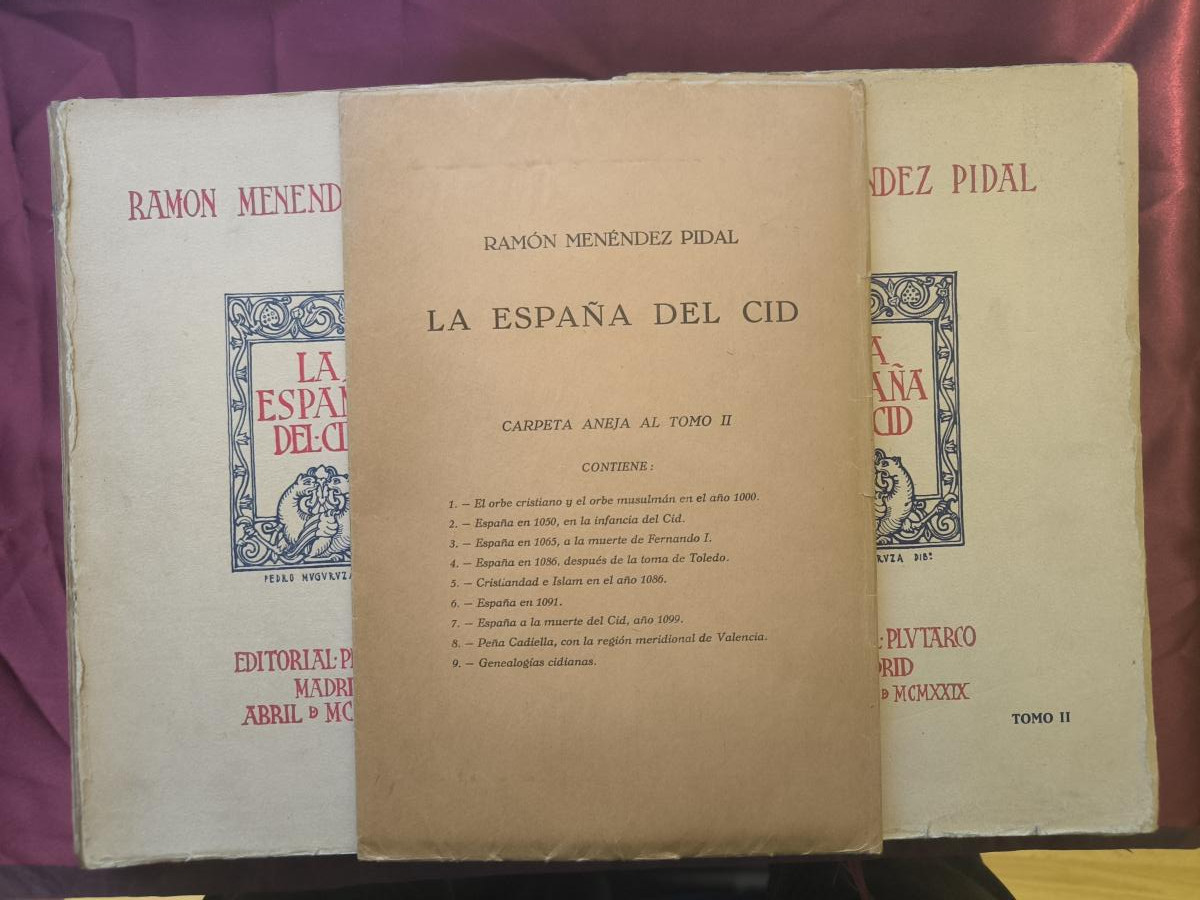 RAMON MENEND
LA
ESPAÑ
DEL·CI
PEDRO MVGVRVZA
EDITORIAL·P
MADRI
ABRIL D MC
RAMÓN MENÉNDEZ PIDAL
LA ESPAÑA DEL CID
CARPETA ANEJA AL TOMO II
CONTIENE:
1. — El orbe cristiano y el orbe musulmán en el año 1000.
2. — España en 1050, en la infancia del Cid.
3. — España en 1065, a la muerte de Fernando I.
4. — España en 1086, después de la toma de Toledo.
5. — Cristiandad e Islam en el año 1086.
6. — España en 1091.
7. — España a la muerte del Cid, año 1099.
8. — Peña Cadiella, con la región meridional de Valencia.
9. — Genealogías cidianas.
NDEZ PIDAL
A
AÑA
CID
RVZA DIBº
L·PLVTARCO
DRID
D MCMXXIX
TOMO II